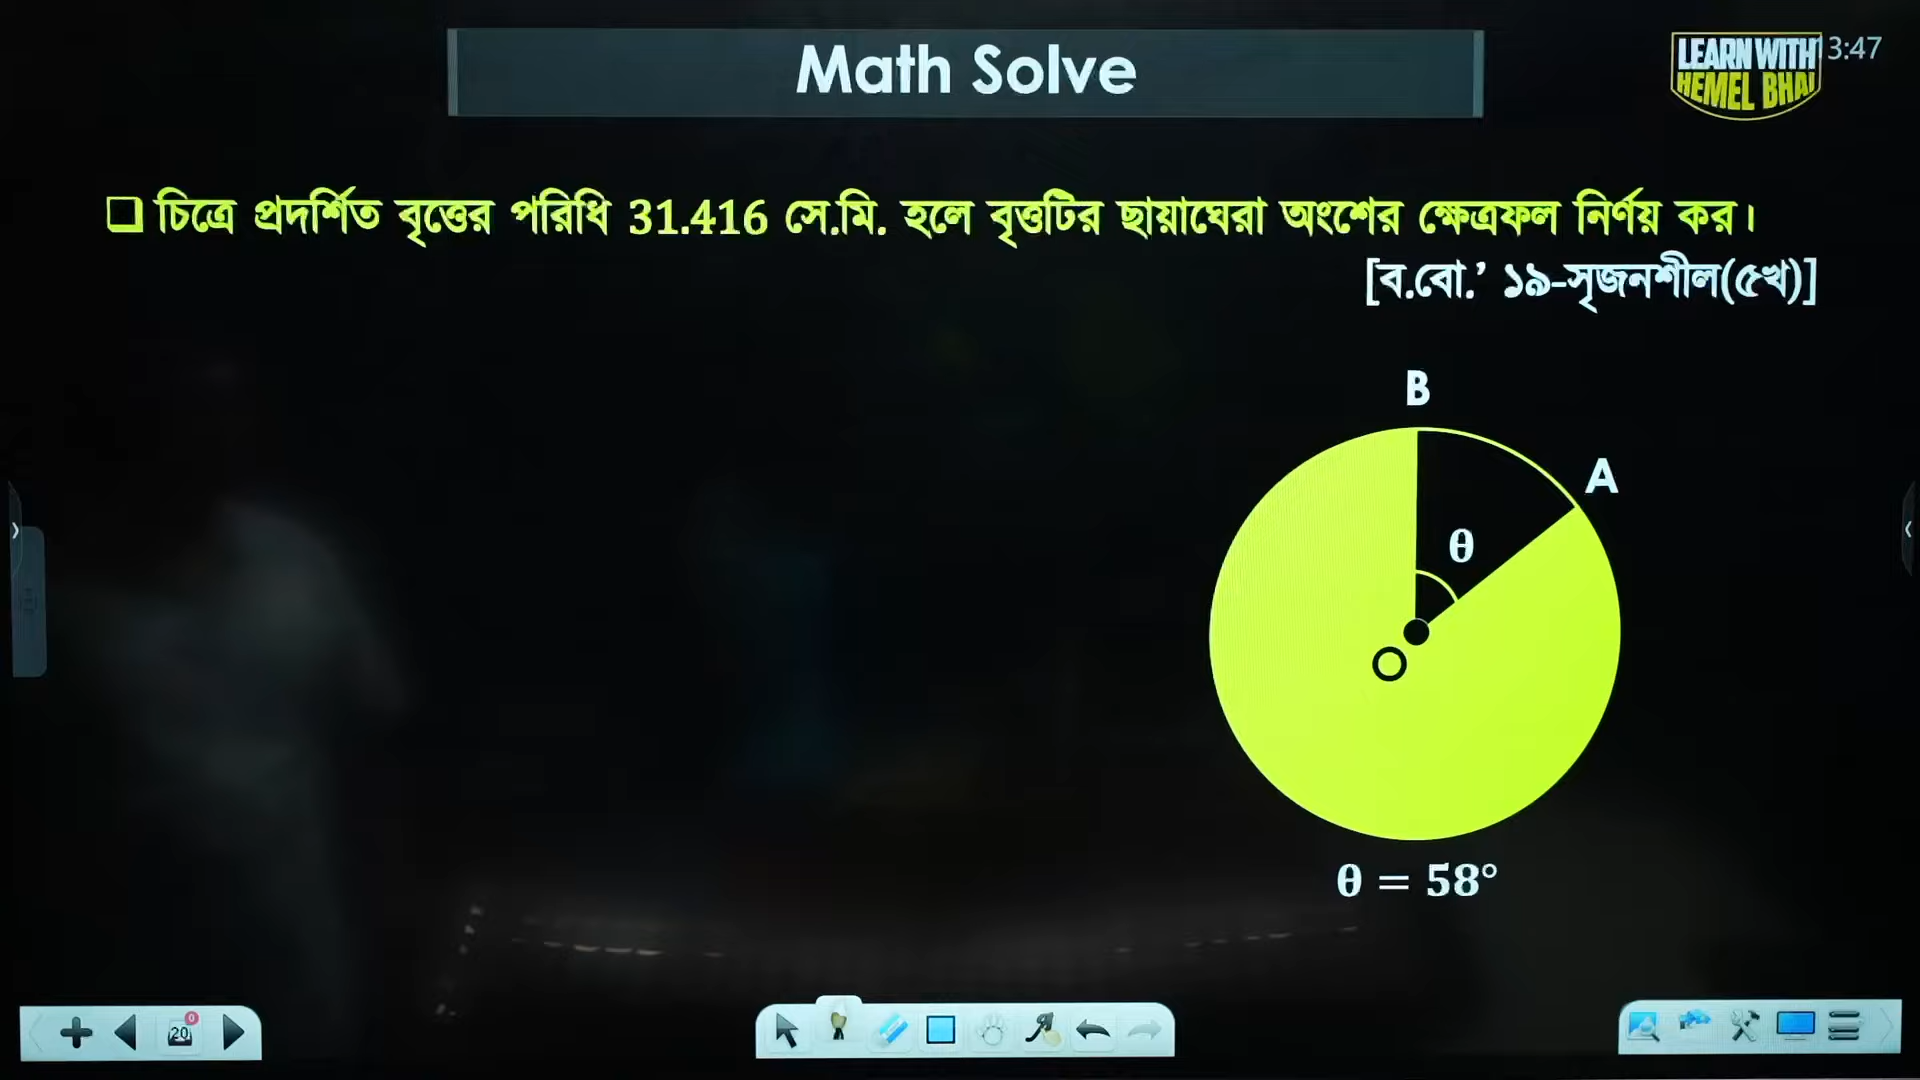 Math Solve
LEARN WITH
HEMEL BHAI
3:47
❑ চিত্রে প্রদর্শিত বৃত্তের পরিধি 31.416 সে.মি. হলে বৃত্তটির ছায়াঘেরা অংশের ক্ষেত্রফল নির্ণয় কর।
[ব.বো.’ ১৯-সৃজনশীল(৫খ)]
B
A
θ
O
θ = 58°
20
0